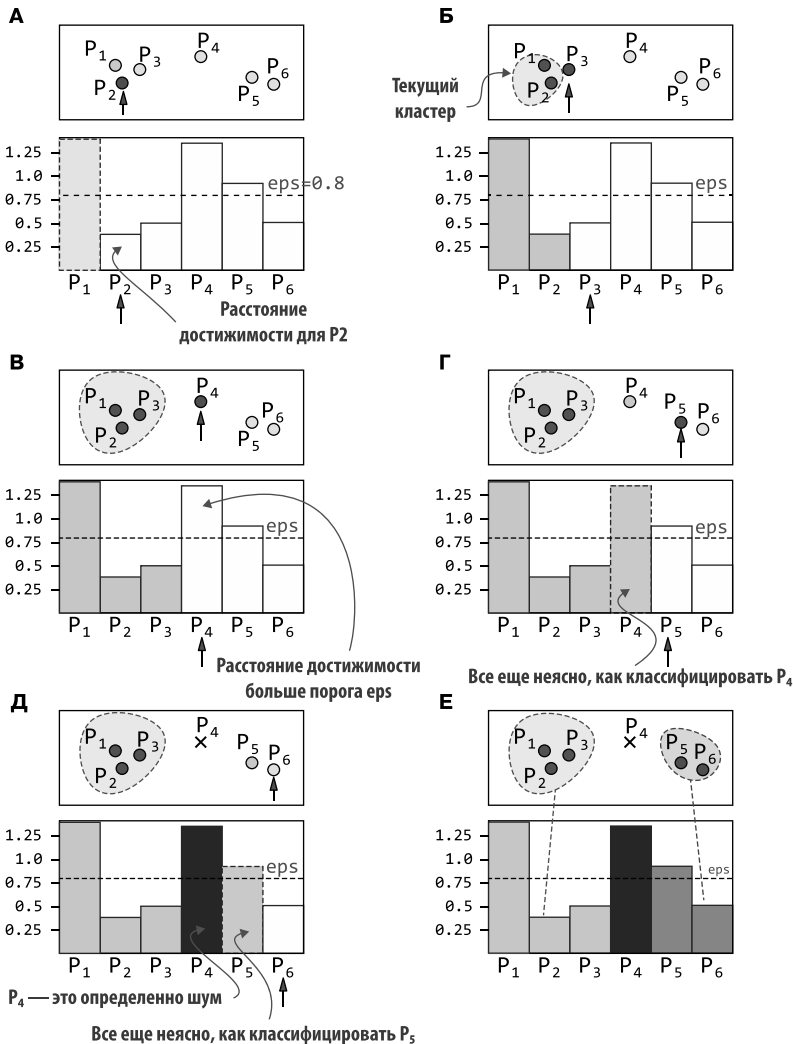 А
P1 P3 P4 P6
P2 P5
1.25
1.0
0.75
0.5
0.25
eps=0.8
P1 P2 P3 P4 P5 P6
Расстояние
достижимости для P2
Б
P1 P3 P4 P6
P2 P5
Текущий
кластер
1.25
1.0
0.75
0.5
0.25
eps
P1 P2 P3 P4 P5 P6
В
P1 P3 P4 P6
P2 P5
1.25
1.0
0.75
0.5
0.25
eps
P1 P2 P3 P4 P5 P6
Расстояние достижимости
больше порога eps
Г
P1 P3 P4 P5 P6
P2
1.25
1.0
0.75
0.5
0.25
eps
P1 P2 P3 P4 P5 P6
Все еще неясно, как классифицировать P4
Д
P1 P3 P4 P5 P6
P2
1.25
1.0
0.75
0.5
0.25
eps
P1 P2 P3 P4 P5 P6
P4 — это определенно шум
Все еще неясно, как классифицировать P5
Е
P1 P3 P4 P5 P6
P2
1.25
1.0
0.75
0.5
0.25
eps
P1 P2 P3 P4 P5 P6